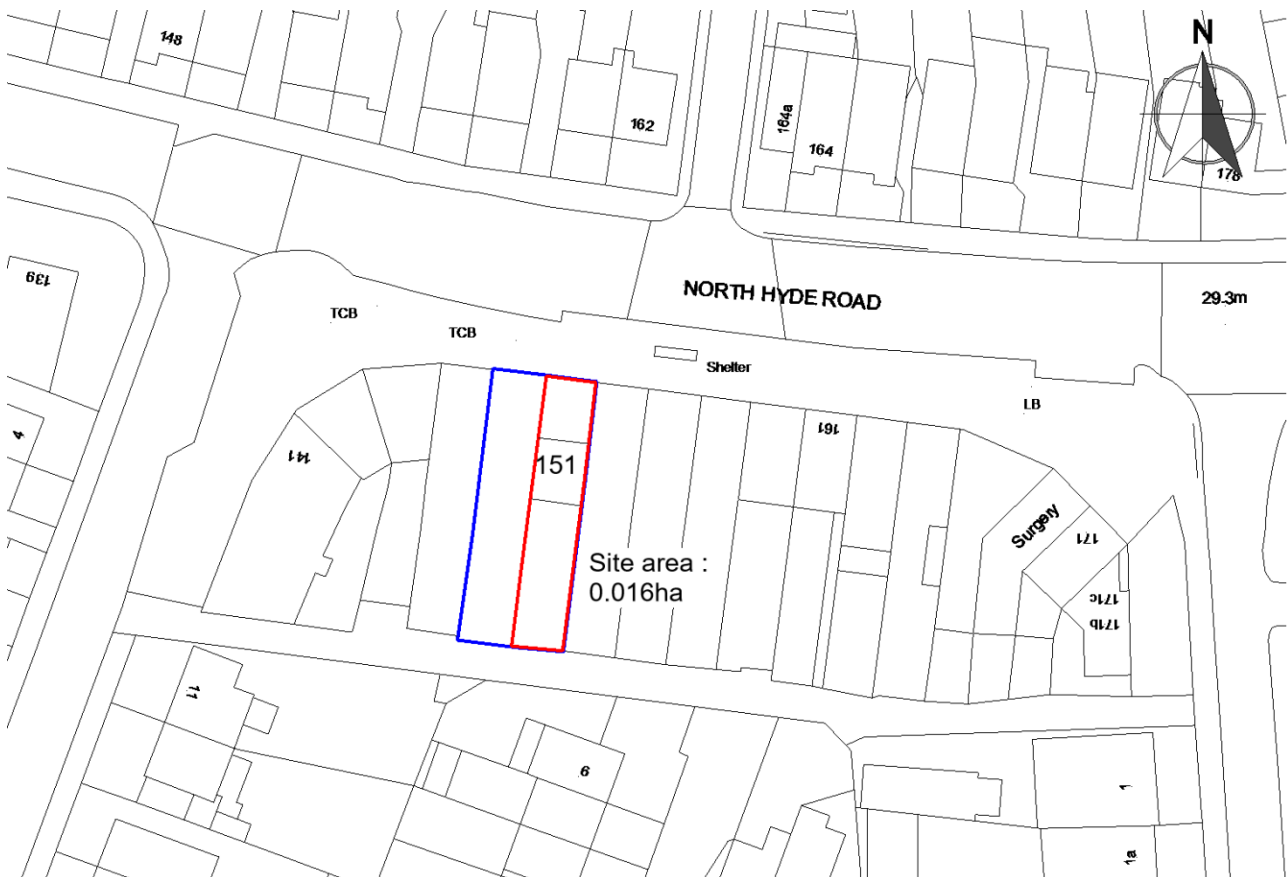 148
162
164a
164
N
178
139
NORTH HYDE ROAD
29.3m
TCB
TCB
Shelter
LB
4
141
151
161
Surgery
171
171c
171b
Site area :
0.016ha
11
6
1
1a